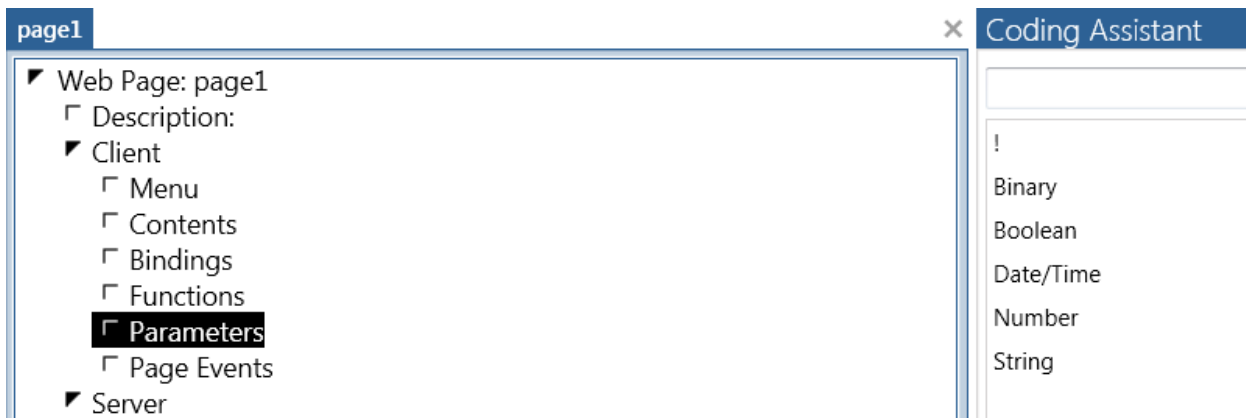 page1
Web Page: page1
Description:
Client
Menu
Contents
Bindings
Functions
Parameters
Page Events
Server
Coding Assistant
!
Binary
Boolean
Date/Time
Number
String